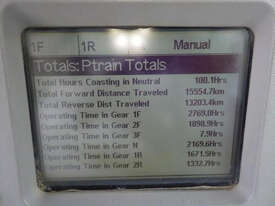 1F 1R Manual
Totals: Ptrain Totals
Total Hours Coasting in Neutral 100.1Hrs
Total Forward Distance Traveled 15554.7km
Total Reverse Dist Traveled 13203.4km
Operating Time in Gear 1F 2769.0Hrs
Operating Time in Gear 2F 1890.9Hrs
Operating Time in Gear 3F 7.9Hrs
Operating Time in Gear N 2169.6Hrs
Operating Time in Gear 1R 1671.5Hrs
Operating Time in Gear 2R 1332.7Hrs